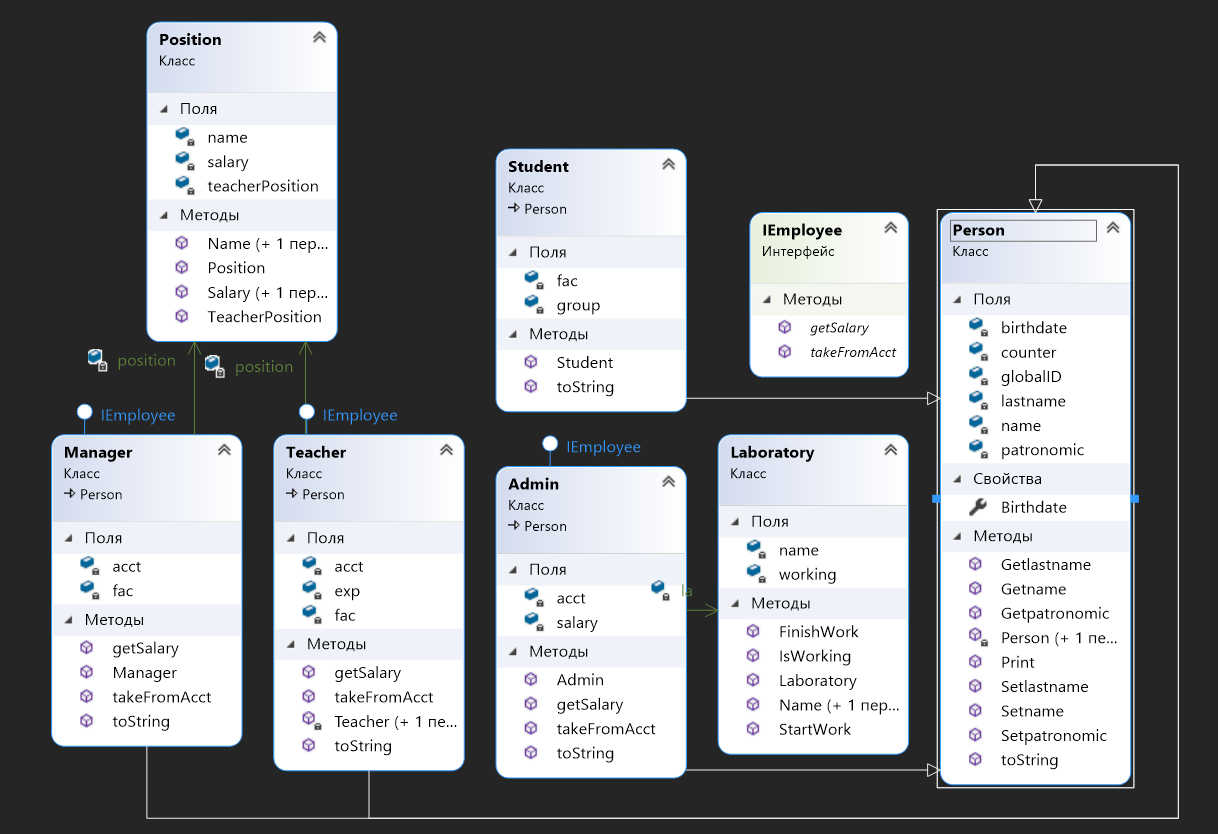 Position
Класс
Поля
name
salary
teacherPosition
Методы
Name (+ 1 пер...
Position
Salary (+ 1 пер...
TeacherPosition
position
position
IEmployee
Manager
Класс
Person
Поля
acct
fac
Методы
getSalary
Manager
takeFromAcct
toString
IEmployee
Teacher
Класс
Person
Поля
acct
exp
fac
Методы
getSalary
takeFromAcct
Teacher (+ 1 пе...
toString
Student
Класс
Person
Поля
fac
group
Методы
Student
toString
IEmployee
Admin
Класс
Person
Поля
acct
salary
Методы
Admin
getSalary
takeFromAcct
toString
la
IEmployee
Интерфейс
Методы
getSalary
takeFromAcct
Laboratory
Класс
Поля
name
working
Методы
FinishWork
IsWorking
Laboratory
Name (+ 1 пер...
StartWork
Person
Класс
Поля
birthdate
counter
globalID
lastname
name
patronomic
Свойства
Birthdate
Методы
Getlastname
Getname
Getpatronomic
Person (+ 1 пе...
Print
Setlastname
Setname
Setpatronomic
toString